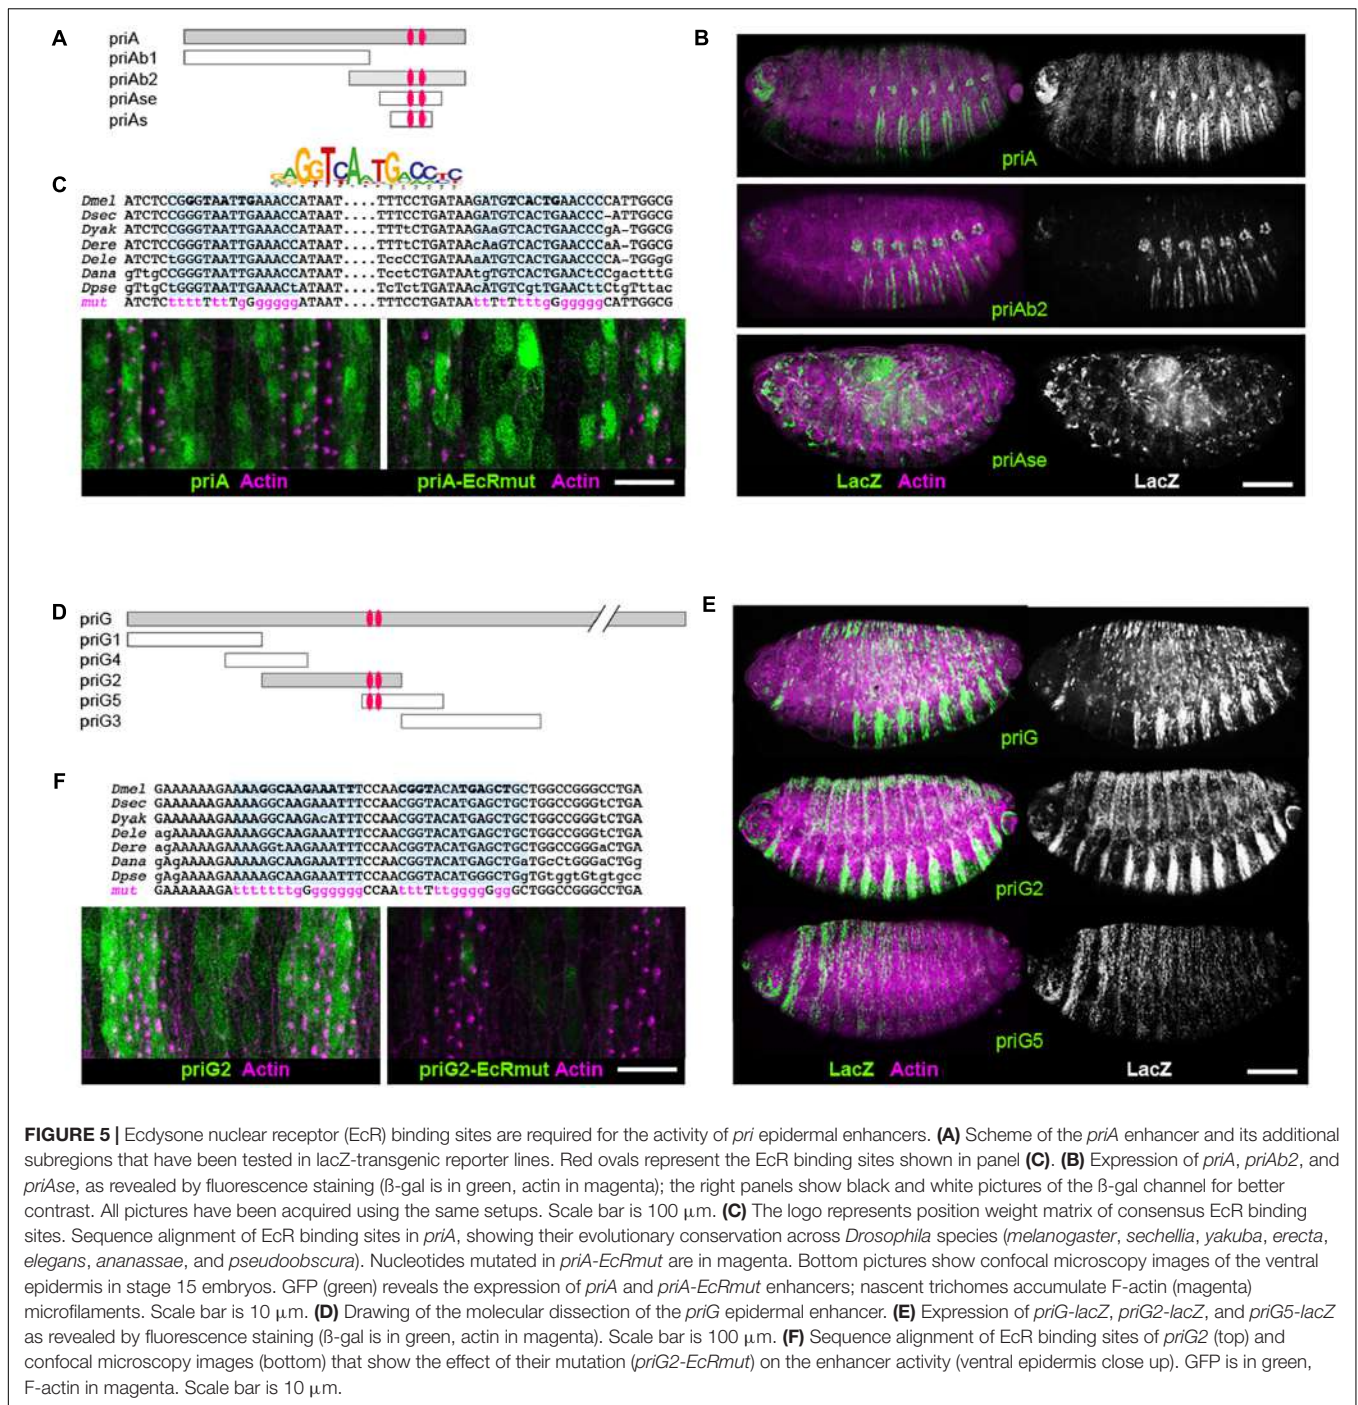 A
priA
priAb1
priAb2
priAse
priAs
B
priA
priAb2
priAse
LacZ Actin
LacZ
C
GGTCA TGACC
Dmel ATCTCCGGGTAATTGAAACCATAAT....TTTCCTGATAAGATGTCACTGAACCCCATTGGCG
Dsec ATCTCCGGGTAATTGAAACCATAAT....TTTCCTGATAAGATGTCACTGAACCCC-ATTGGCG
Dyak ATCTCCGGGTAATTGAAACCATAAT....TTTtCTGATAAGAaGTCACTGAACCCgA-TGGCG
Dere ATCTCCGGGTAATTGAAACCATAAT....TTTtCTGATAAcAaGTCACTGAACCCaA-TGGCG
Dele ATCTCtGGGTAATTGAAACCATAAT....TccCCTGATAAaATGTCACTGAACCCCA-TGGgG
Dana gTtgCCGGGTAATTGAAACCATAAT....TcctCTGATAAtgTGTCACTGAACtCCgactttG
Dpse gTtgCtGGGTAATTGAAACtATAAT....TcTctTGATAAcATGTCgtTGAACttCtgTttac
mut ATCTCttttTttTgGggggggATAAT....TTTCCTGATAAttTtTtttgGgggggCATTGGCG
priA Actin
priA-EcRmut Actin
D
priG
priG1
priG4
priG2
priG5
priG3
E
priG
priG2
priG5
LacZ Actin
LacZ
F
Dmel GAAAAAAGAAAAGGCAAGAAATTTCCAACGGTACATGAGCTGCTGGCCGGGCCTGA
Dsec GAAAAAAGAAAAGGCAAGAAATTTCCAACGGTACATGAGCTGCTGGCCGGGtCTGA
Dyak GAAAAAAGAAAAGGCAAGAcATTTCCAACGGTACATGAGCTGCTGGCCGGGtCTGA
Dele agAAAAAGAAAAGGCAAGAAATTTCCAACGGTACATGAGCTGCTGGCCGGGtCTGA
Dere agAAAAAGAAAAGGtAAGAAATTTCCAACGGTACATGAGCTGCTGGCCGGGACTGA
Dana gAgAAAAGAAAAAGCAAGAAATTTCCAACGGTACATGAGCTGaTGcCtGGGACTGg
Dpse gAgAAAAGAAAAAGCAAGAAATTTCCAACGGTACATGGGCTGgTGtggtGtgtgcc
mut GAAAAAAGAtttttttgGggggggCCAAtttTttggggGggGCTGGCCGGGCCTGA
priG2 Actin
priG2-EcRmut Actin
FIGURE 5 | Ecdysone nuclear receptor (EcR) binding sites are required for the activity of pri epidermal enhancers. (A) Scheme of the priA enhancer and its additional
subregions that have been tested in lacZ-transgenic reporter lines. Red ovals represent the EcR binding sites shown in panel (C). (B) Expression of priA, priAb2, and
priAse, as revealed by fluorescence staining (ß-gal is in green, actin in magenta); the right panels show black and white pictures of the ß-gal channel for better
contrast. All pictures have been acquired using the same setups. Scale bar is 100 μm. (C) The logo represents position weight matrix of consensus EcR binding
sites. Sequence alignment of EcR binding sites in priA, showing their evolutionary conservation across Drosophila species (melanogaster, sechellia, yakuba, erecta,
elegans, ananassae, and pseudoobscura). Nucleotides mutated in priA-EcRmut are in magenta. Bottom pictures show confocal microscopy images of the ventral
epidermis in stage 15 embryos. GFP (green) reveals the expression of priA and priA-EcRmut enhancers; nascent trichomes accumulate F-actin (magenta)
microfilaments. Scale bar is 10 μm. (D) Drawing of the molecular dissection of the priG epidermal enhancer. (E) Expression of priG-lacZ, priG2-lacZ, and priG5-lacZ
as revealed by fluorescence staining (ß-gal is in green, actin in magenta). Scale bar is 100 μm. (F) Sequence alignment of EcR binding sites of priG2 (top) and
confocal microscopy images (bottom) that show the effect of their mutation (priG2-EcRmut) on the enhancer activity (ventral epidermis close up). GFP is in green,
F-actin in magenta. Scale bar is 10 μm.